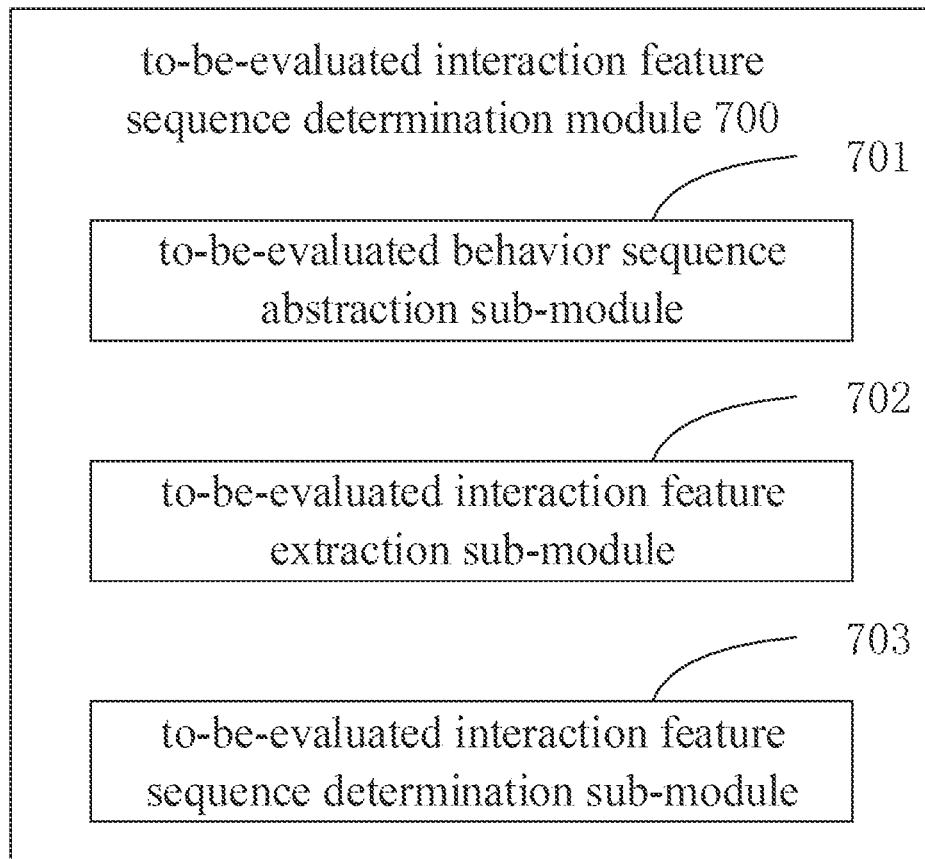 to-be-evaluated interaction feature
sequence determination module 700
701
to-be-evaluated behavior sequence
abstraction sub-module
702
to-be-evaluated interaction feature
extraction sub-module
703
to-be-evaluated interaction feature
sequence determination sub-module